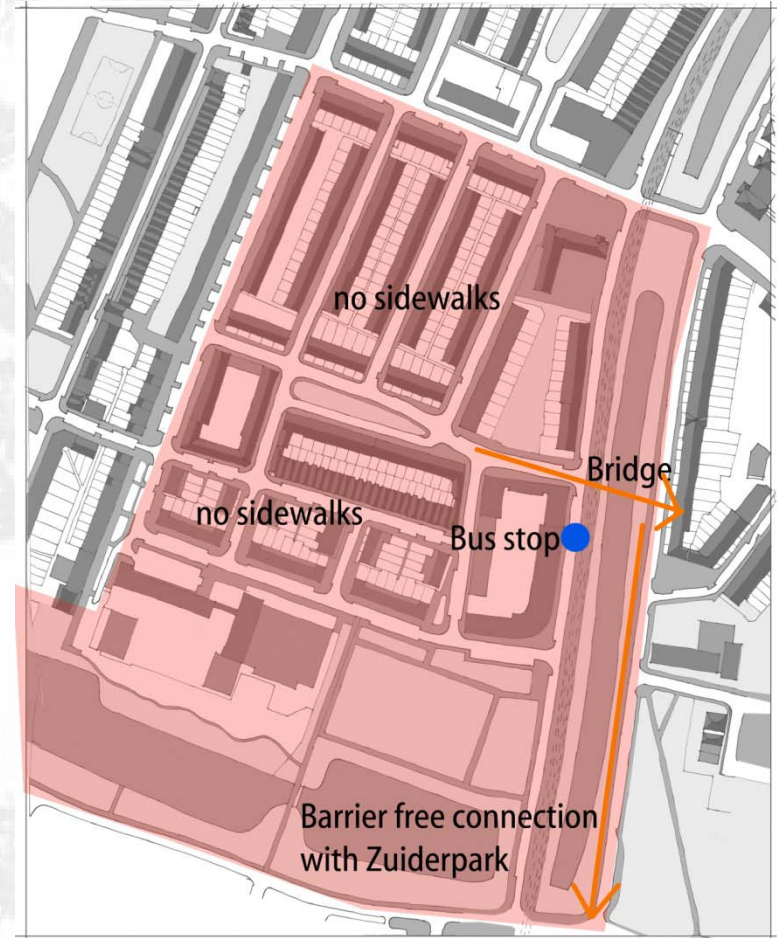 no sidewalks
Bridge
no sidewalks
Bus stop
Barrier free connection
with Zuiderpark